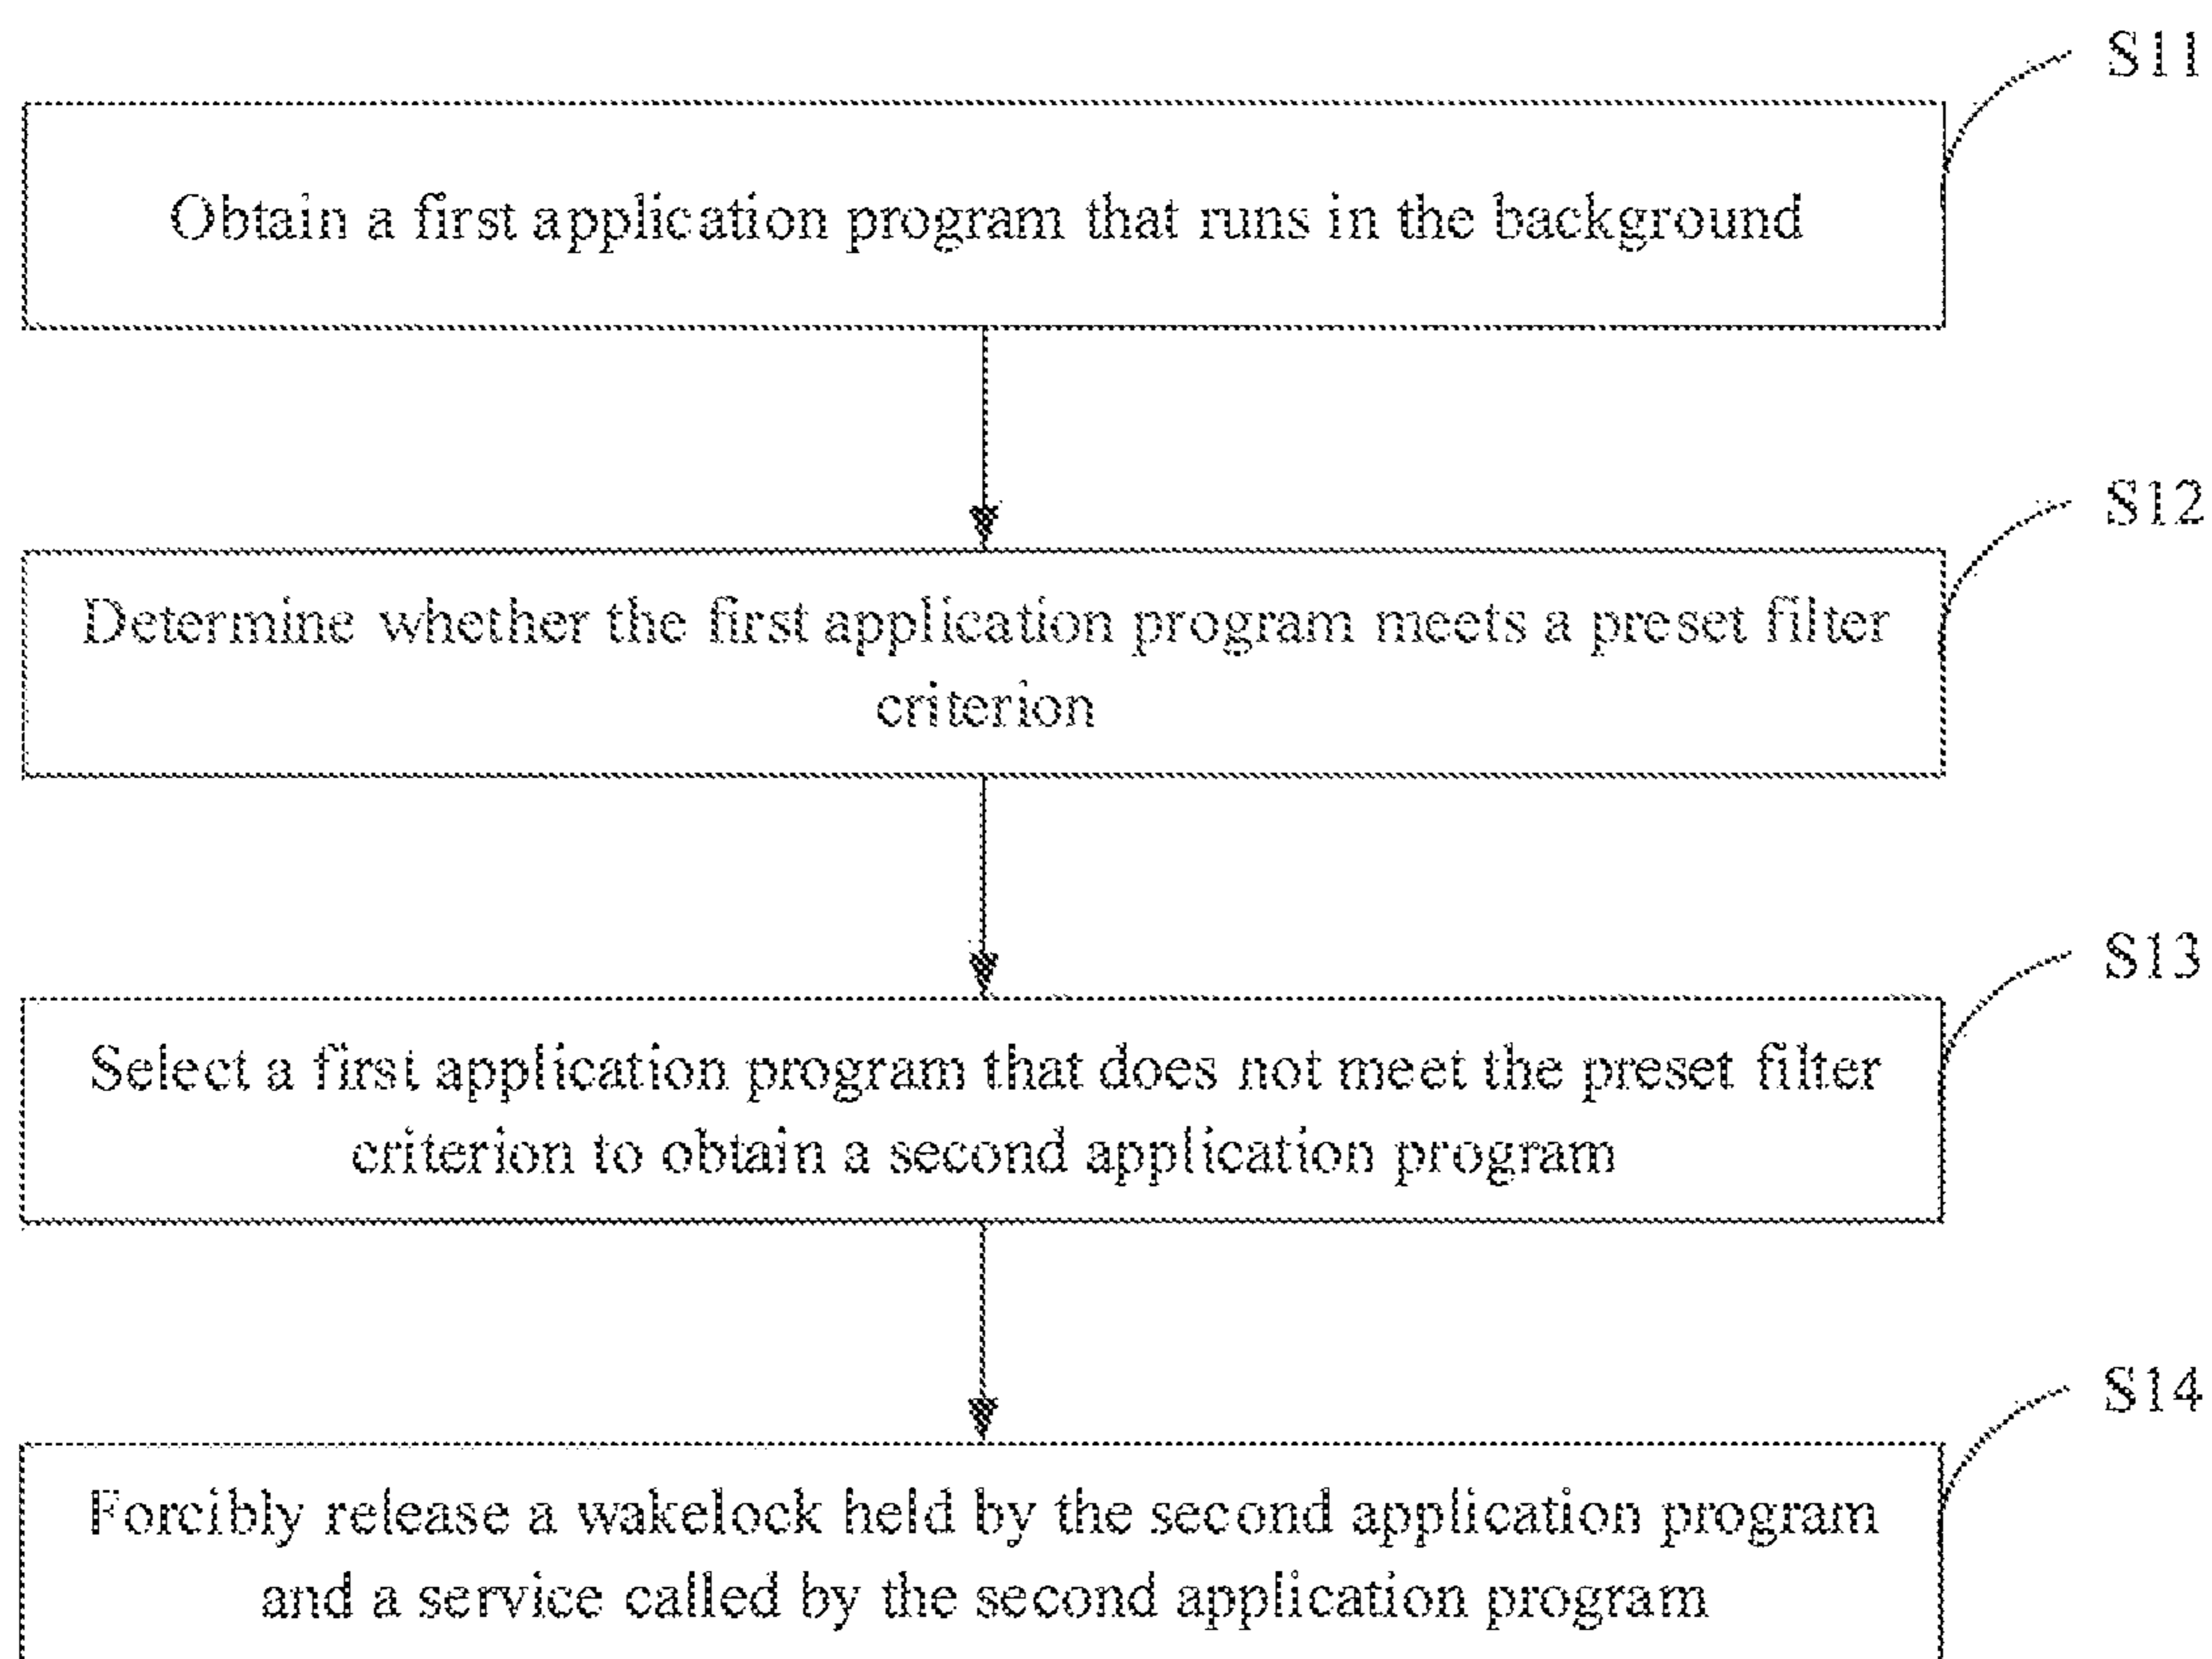 S11
Obtain a first application program that runs in the background
S12
Determine whether the first application program meets a preset filter
criterion
S13
Select a first application program that does not meet the preset filter
criterion to obtain a second application program
S14
Forcibly release a wakelock held by the second application program
and a service called by the second application program